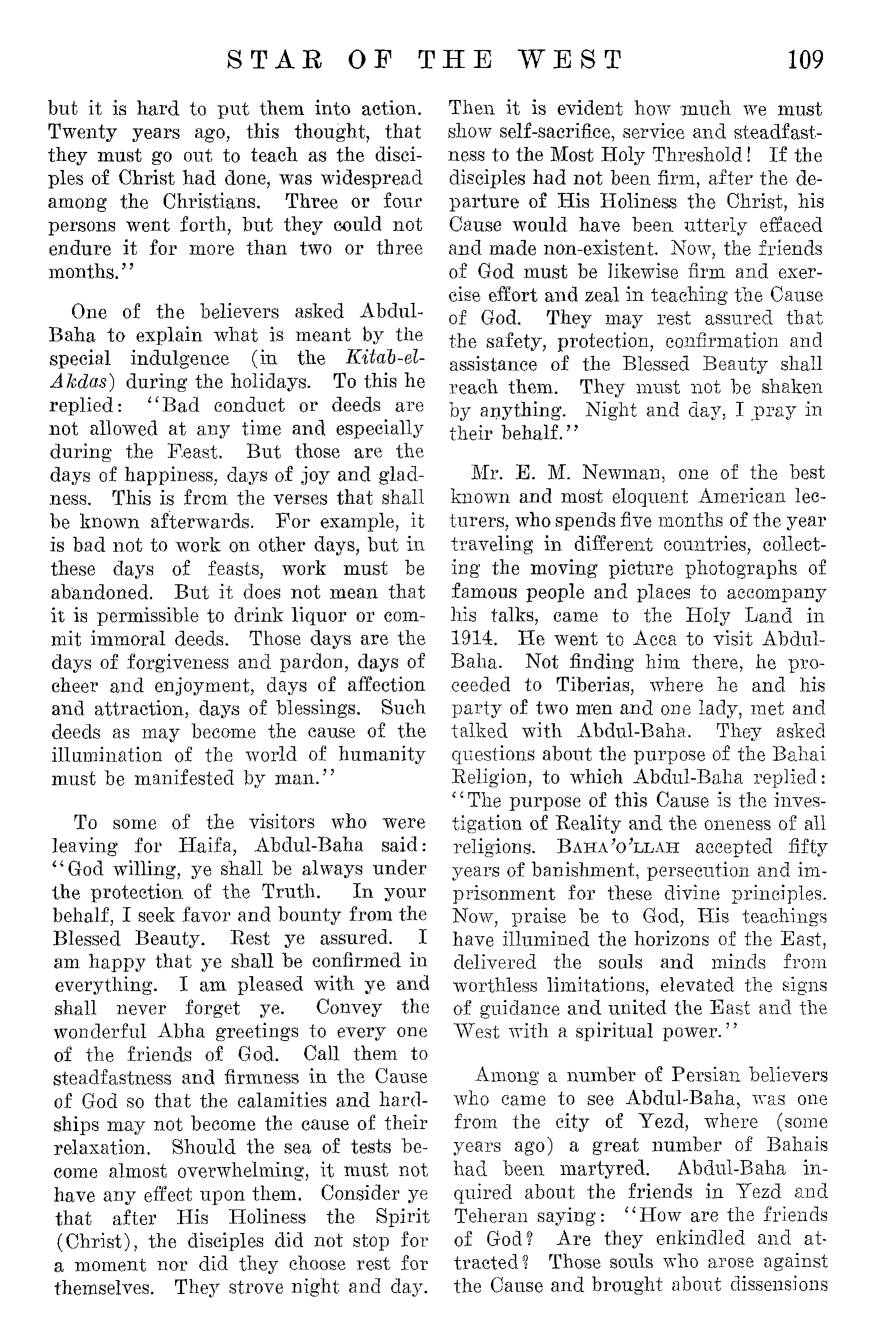 STAR OF THE WEST 109
but it is hard to put them into action.
Twenty years ago, this thought, that
they must go out to teach as the disci-
ples of Christ had done, was widespread
among the Christians. Three or four
persons went forth, but they could not
endure it for more than two or three
months.''
One of the believers asked Abdul-
Baha to explain what is meant by the
special indulgence (in the Kitab-el-
Akdas) during the holidays. To this he
replied: ''Bad conduct or deeds are
not allowed at any time and especially
during the Feast. But those are the
days of happiness, days of joy and glad-
ness. This is from the verses that shall
be known afterwards. For example, it
is bad not to work on other days, but in
these days of feasts, work must be
abandoned. But it does not mean that
it is permissible to drink liquor or com-
mit immoral deeds. Those days are the
days of forgiveness and pardon, days of
cheer and enjoyment, days of affection
and attraction, days of blessings. Such
deeds as may become the cause of the
illumination of the world of humanity
must be manifested by man.''
To some of the visitors who were
leaving for Haifa, Abdul-Baha said:
''God willing, ye shall be always under
the protection of the Truth. In your
behalf, I seek favor and bounty from the
Blessed Beauty. Rest ye assured. I
am happy that ye shall be confirmed in
everything. I am pleased with ye and
shall never forget ye. Convey the
wonderful Abha greetings to every one
of the friends of God. Call them to
steadfastness and firmness in the Cause
of God so that the calamities and hard-
ships may not become the cause of their
relaxation. Should the sea of tests be-
come almost overwhelming, it must not
have any effect upon them. Consider ye
that after His Holiness the Spirit
(Christ), the disciples did not stop for
a moment nor did they choose rest for
themselves. They strove night and day.
Then it is evident how much we must
show self-sacrifice, service and steadfast-
ness to the Most Holy Threshold! If the
disciples had not been firm, after the de-
parture of His Holiness the Christ, his
Cause would have been utterly effaced
and made non-existent. Now, the friends
of God must be likewise firm and exer-
cise effort and zeal in teaching the Cause
of God. They may rest assured that
the safety, protection, confirmation and
assistance of the Blessed Beauty shall
reach them. They must not be shaken
by anything. Night and day, I pray in
their behalf.''
Mr. E. M. Newman, one of the best
known and most eloquent American lec-
turers, who spends five months of the year
traveling in different countries, collect-
ing the moving picture photographs of
famous people and places to accompany
his talks, came to the Holy Land in
1914. He went to Acca to visit Abdul-
Baha. Not finding him there, he pro-
ceeded to Tiberias, where he and his
party of two men and one lady, met and
talked with Abdul-Baha. They asked
questions about the purpose of the Bahai
Religion, to which Abdul-Baha replied:
''The purpose of this Cause is the inves-
tigation of Reality and the oneness of all
religions. BAHA'O'LLAH accepted fifty
years of banishment, persecution and im-
prisonment for these divine principles.
Now, praise be to God, His teachings
have illumined the horizons of the East,
delivered the souls and minds from
worthless limitations, elevated the signs
of guidance and united the East and the
West with a spiritual power.''
Among a number of Persian believers
who came to see Abdul-Baha, was one
from the city of Yezd, where (some
years ago) a great number of Bahais
had been martyred. Abdul-Baha in-
quired about the friends in Yezd and
Teheran saying: ''How are the friends
of God? Are they enkindled and at-
tracted? Those souls who arose against
the Cause and brought about dissensions